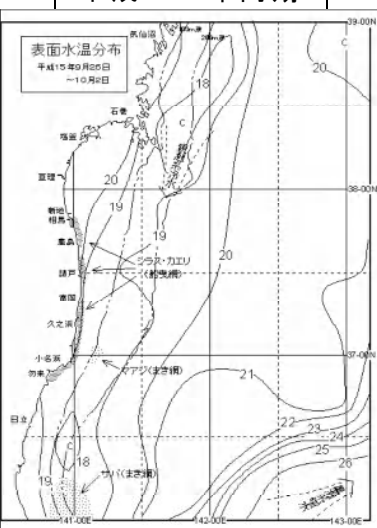 39-00N
気仙沼
表面水温分布
平成15年9月26日
～10月2日
C
20
18
石巻
C
塩釜
亘理
20
38-00N
新地
相馬
19
鹿島
19
シラス・カエリ
20
請戸
(船曳網)
富岡
久之浜
37-00N
小名浜
マアジ(まき網)
21
勿来
22
23
日立
24
25
C
26
18
19
サバ(まき網)
141-00E
142-00E
143-00E